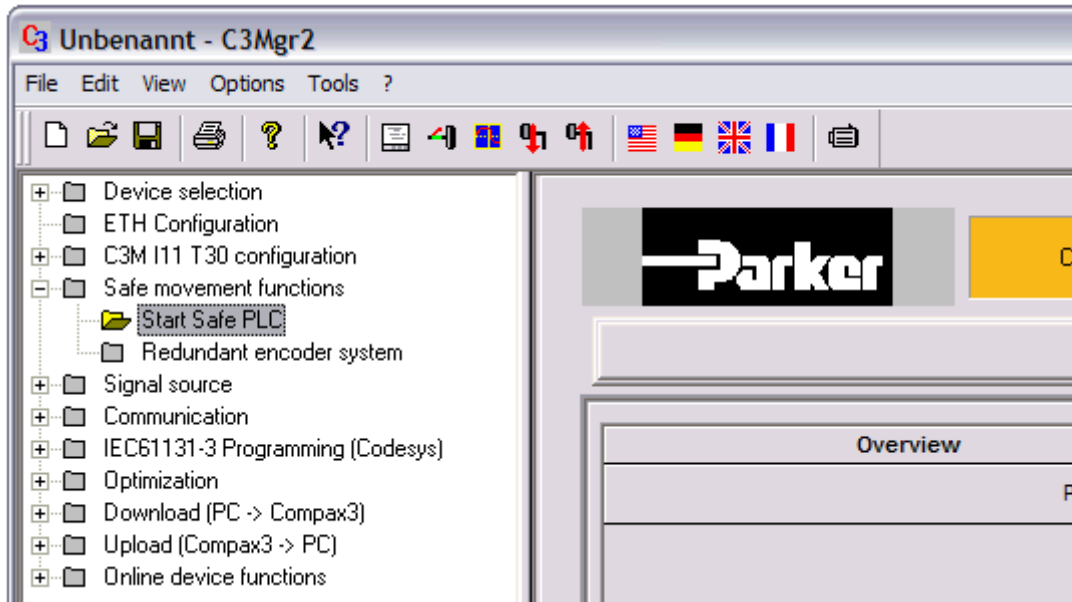 C3 Unbenannt - C3Mgr2
File Edit View Options Tools ?
Device selection
ETH Configuration
C3M I11 T30 configuration
Safe movement functions
Start Safe PLC
Redundant encoder system
Signal source
Communication
IEC61131-3 Programming (Codesys)
Optimization
Download (PC -> Compax3)
Upload (Compax3 -> PC)
Online device functions
Parker
C
Overview
P